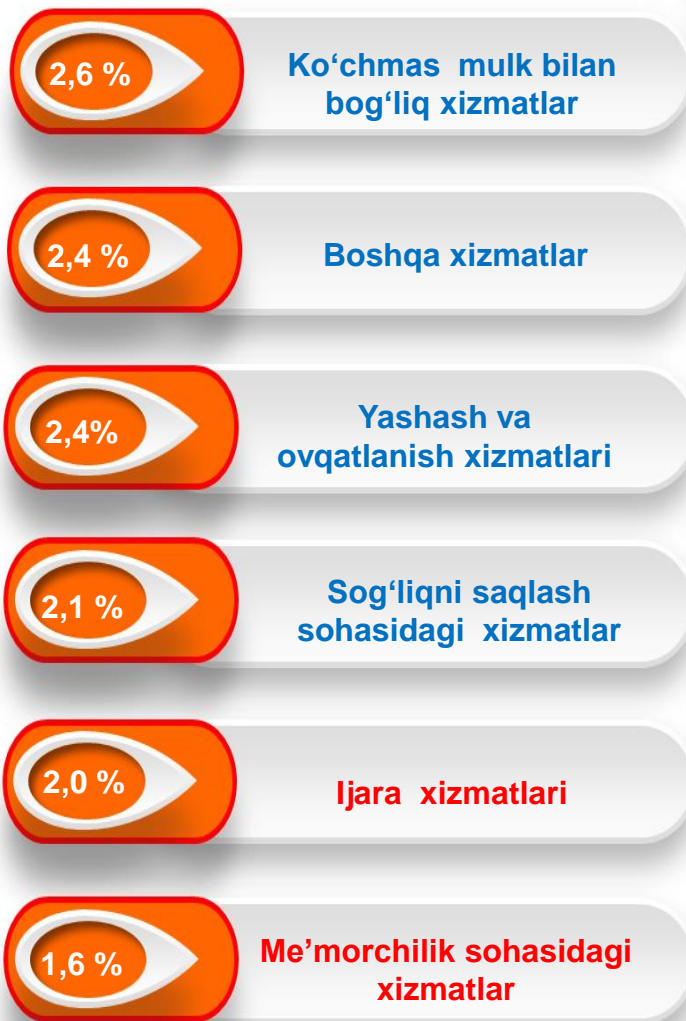 2,6 %
Ko‘chmas mulk bilan
bog‘liq xizmatlar
2,4 %
Boshqa xizmatlar
2,4%
Yashash va
ovqatlanish xizmatlari
2,1 %
Sog‘liqni saqlash
sohasidagi xizmatlar
2,0 %
Ijara xizmatlari
1,6 %
Me’morchilik sohasidagi
xizmatlar